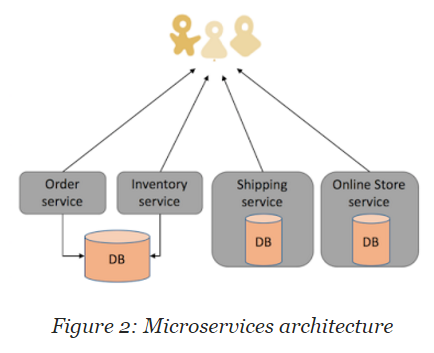 Order
service
Inventory
service
Shipping
service
Online Store
service
DB
DB
DB
Figure 2: Microservices architecture